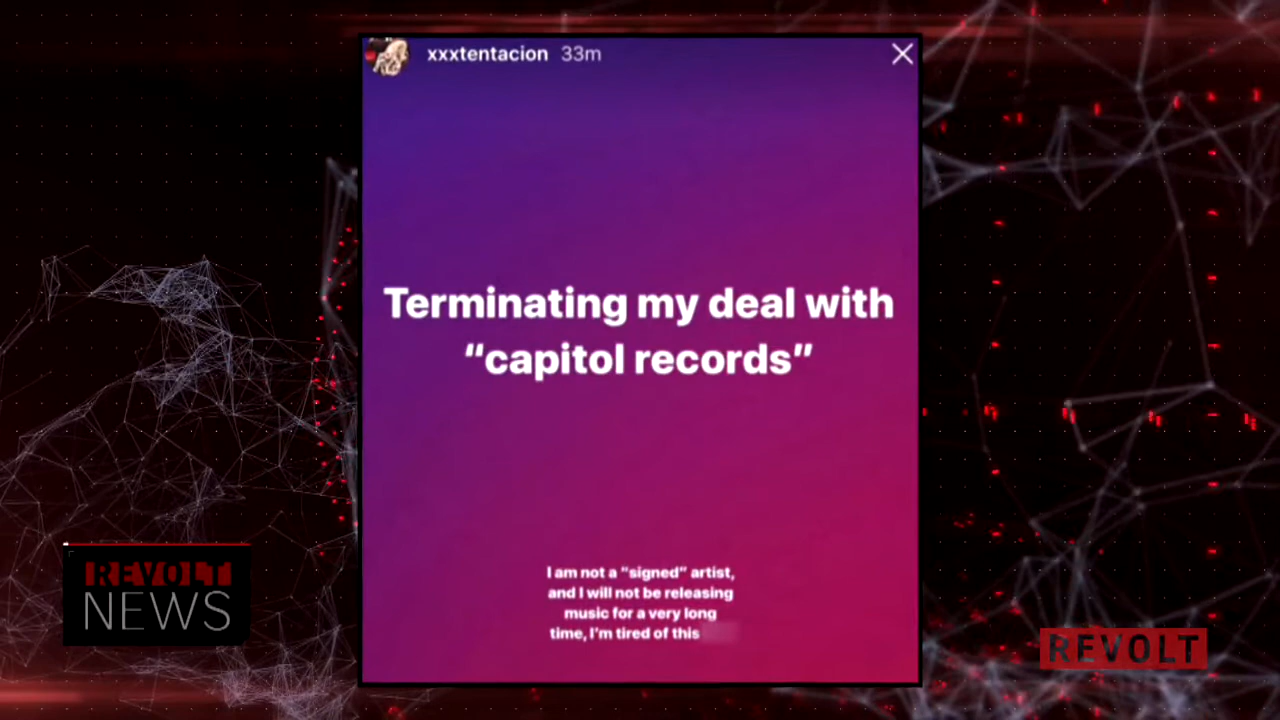 xxxtentacion 33m
Terminating my deal with
“capitol records”
I am not a “signed” artist,
and I will not be releasing
music for a very long
time, I'm tired of this
REVOLT
NEWS
REVOLT